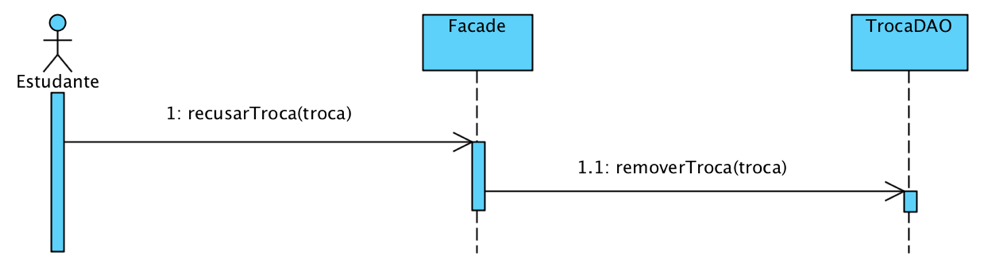 Facade
TrocaDAO
Estudante
1: recusarTroca(troca)
1.1: removerTroca(troca)